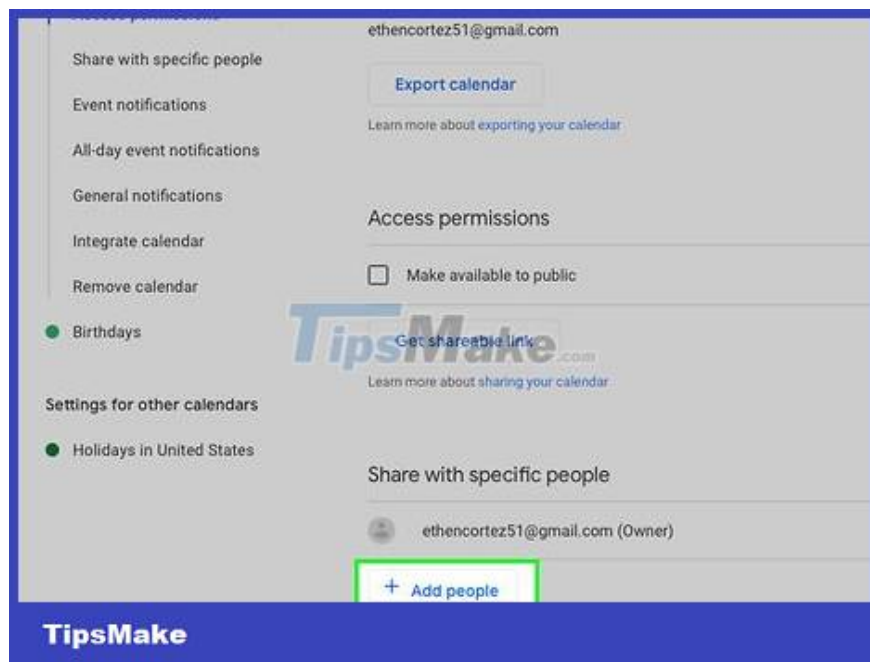 Access permissions
Share with specific people
Event notifications
All-day event notifications
General notifications
Integrate calendar
Remove calendar
Birthdays
Settings for other calendars
Holidays in United States
ethencortez51@gmail.com
Export calendar
Learn more about exporting your calendar
Access permissions
Make available to public
Get shareable link
TipsMake.com
Learn more about sharing your calendar
Share with specific people
ethencortez51@gmail.com (Owner)
+ Add people
TipsMake